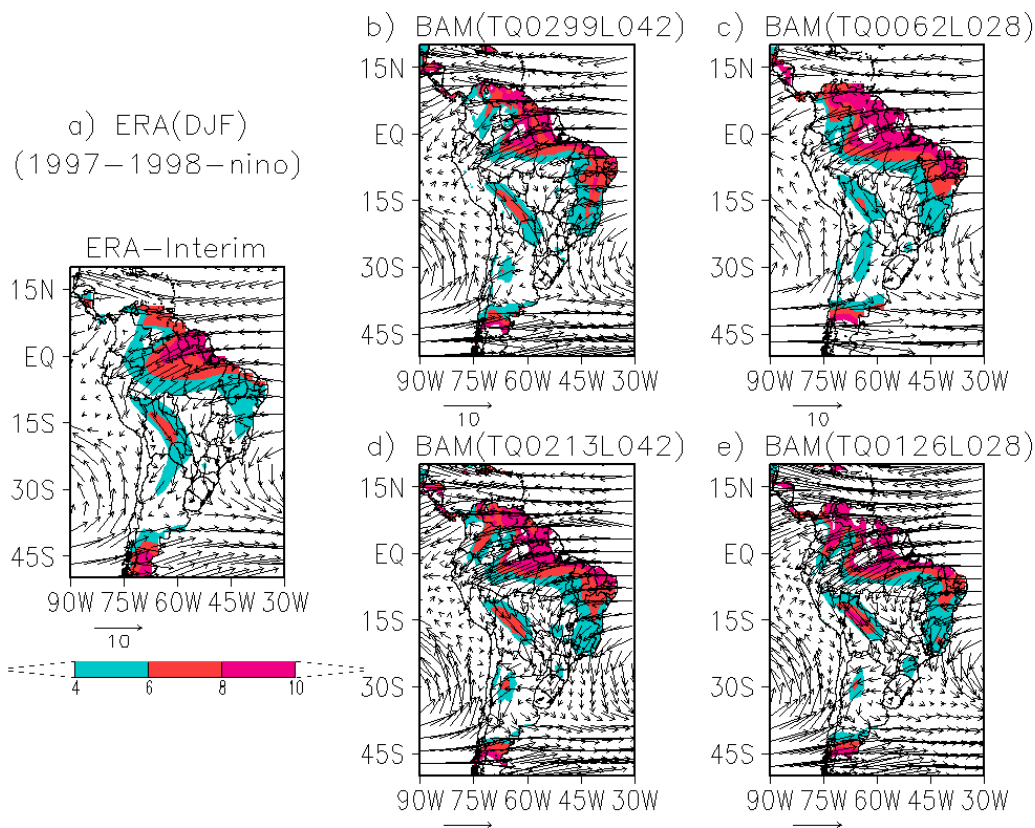 b) BAM(TQ0299L042)
c) BAM(TQ0062L028)
15N
EQ
15S
30S
45S
90W 75W 60W 45W 30W
10
15N
EQ
15S
30S
45S
90W 75W 60W 45W 30W
10
a) ERA(DJF)
(1997-1998-nino)
ERA-Interim
15N
EQ
15S
30S
45S
90W 75W 60W 45W 30W
10
4 6 8 10
d) BAM(TQ0213L042)
e) BAM(TQ0126L028)
15N
EQ
15S
30S
45S
90W 75W 60W 45W 30W
15N
EQ
15S
30S
45S
90W 75W 60W 45W 30W